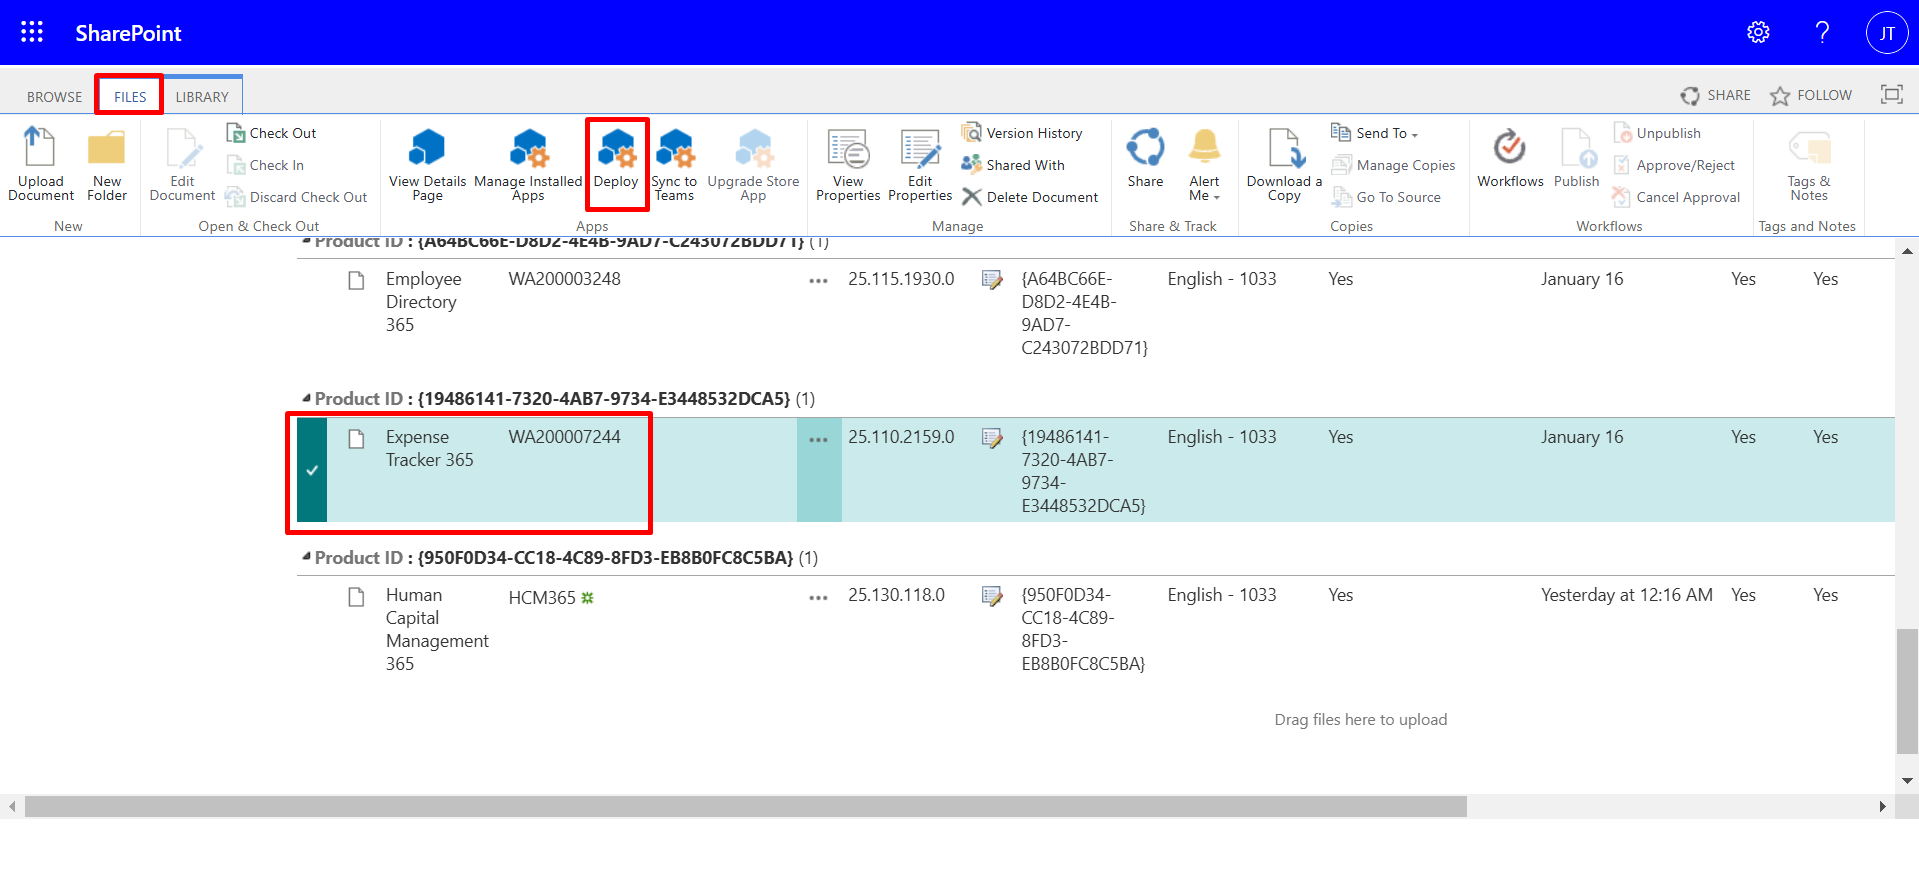 SharePoint
?
JT
BROWSE
FILES
LIBRARY
SHARE
FOLLOW
Upload Document
New Folder
New
Edit Document
Check Out
Check In
Discard Check Out
Open & Check Out
View Details Page
Manage Installed Apps
Deploy
Sync to Teams
Upgrade Store App
Apps
View Properties
Edit Properties
Version History
Shared With
Delete Document
Manage
Share
Alert Me
Share & Track
Download a Copy
Send To
Manage Copies
Go To Source
Copies
Workflows
Publish
Unpublish
Approve/Reject
Cancel Approval
Workflows
Tags & Notes
Tags and Notes
Product ID : {A64BC66E-D8D2-4E4B-9AD7-C243072BDD71} (1)
Employee Directory 365
WA200003248
...
25.115.1930.0
{A64BC66E-D8D2-4E4B-9AD7-C243072BDD71}
English - 1033
Yes
January 16
Yes
Yes
Product ID : {19486141-7320-4AB7-9734-E3448532DCA5} (1)
Expense Tracker 365
WA200007244
...
25.110.2159.0
{19486141-7320-4AB7-9734-E3448532DCA5}
English - 1033
Yes
January 16
Yes
Yes
Product ID : {950F0D34-CC18-4C89-8FD3-EB8B0FC8C5BA} (1)
Human Capital Management 365
HCM365
...
25.130.118.0
{950F0D34-CC18-4C89-8FD3-EB8B0FC8C5BA}
English - 1033
Yes
Yesterday at 12:16 AM
Yes
Yes
Drag files here to upload